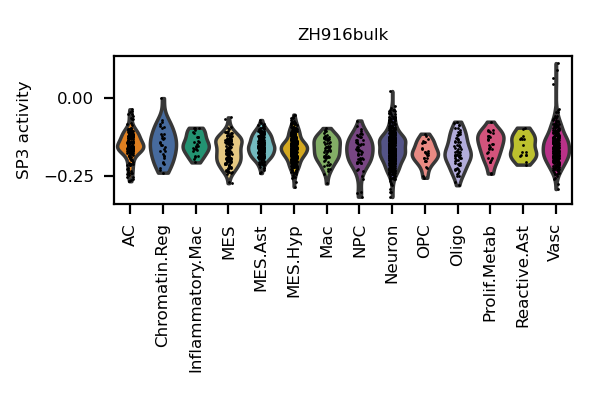 ZH916bulk
SP3 activity
0.00
−0.25
AC
Chromatin.Reg
Inflammatory.Mac
MES
MES.Ast
MES.Hyp
Mac
NPC
Neuron
OPC
Oligo
Prolif.Metab
Reactive.Ast
Vasc